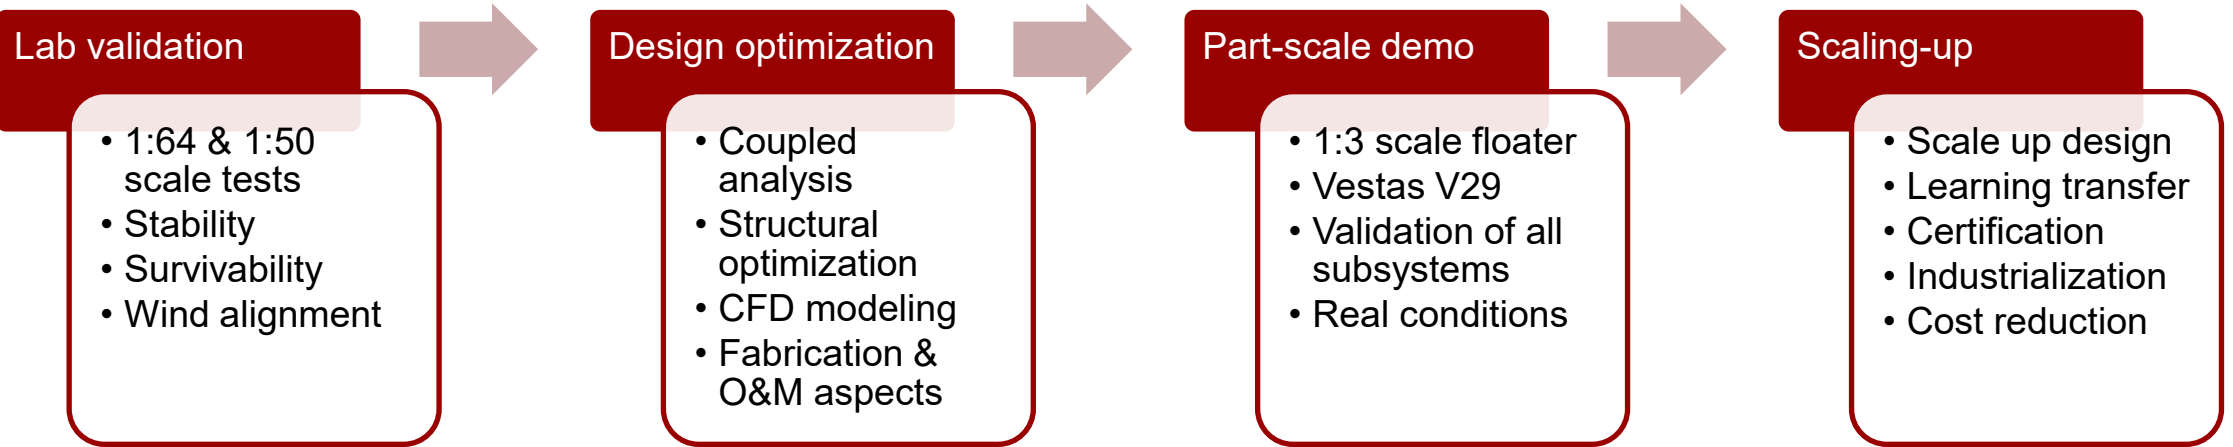 Lab validation
• 1:64 & 1:50
scale tests
• Stability
• Survivability
• Wind alignment
Design optimization
• Coupled
analysis
• Structural
optimization
• CFD modeling
• Fabrication &
O&M aspects
Part-scale demo
• 1:3 scale floater
• Vestas V29
• Validation of all
subsystems
• Real conditions
Scaling-up
• Scale up design
• Learning transfer
• Certification
• Industrialization
• Cost reduction